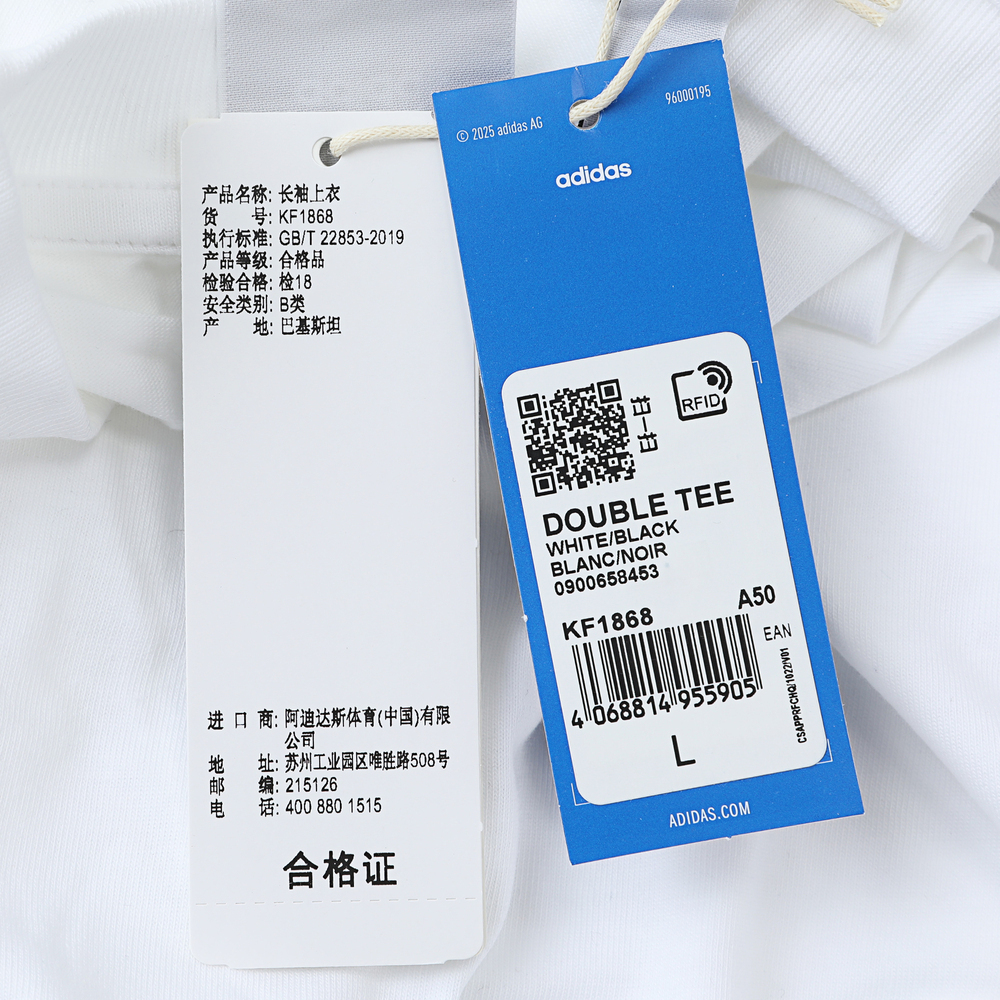 产品名称: 长袖上衣
货 号: KF1868
执行标准: GB/T 22853-2019
产品等级: 合格品
检验合格: 检18
安全类别: B类
产 地: 巴基斯坦
进 口 商: 阿迪达斯体育(中国)有限
公司
地 址: 苏州工业园区唯胜路508号
邮 编: 215126
电 话: 400 880 1515
合格证
© 2025 adidas AG
96000195
adidas
RFID
DOUBLE TEE
WHITE/BLACK
BLANC/NOIR
0900658453
KF1868 A50
EAN
4 068814 955905
CSAPPRFCHQ/1022/V01
L
ADIDAS.COM